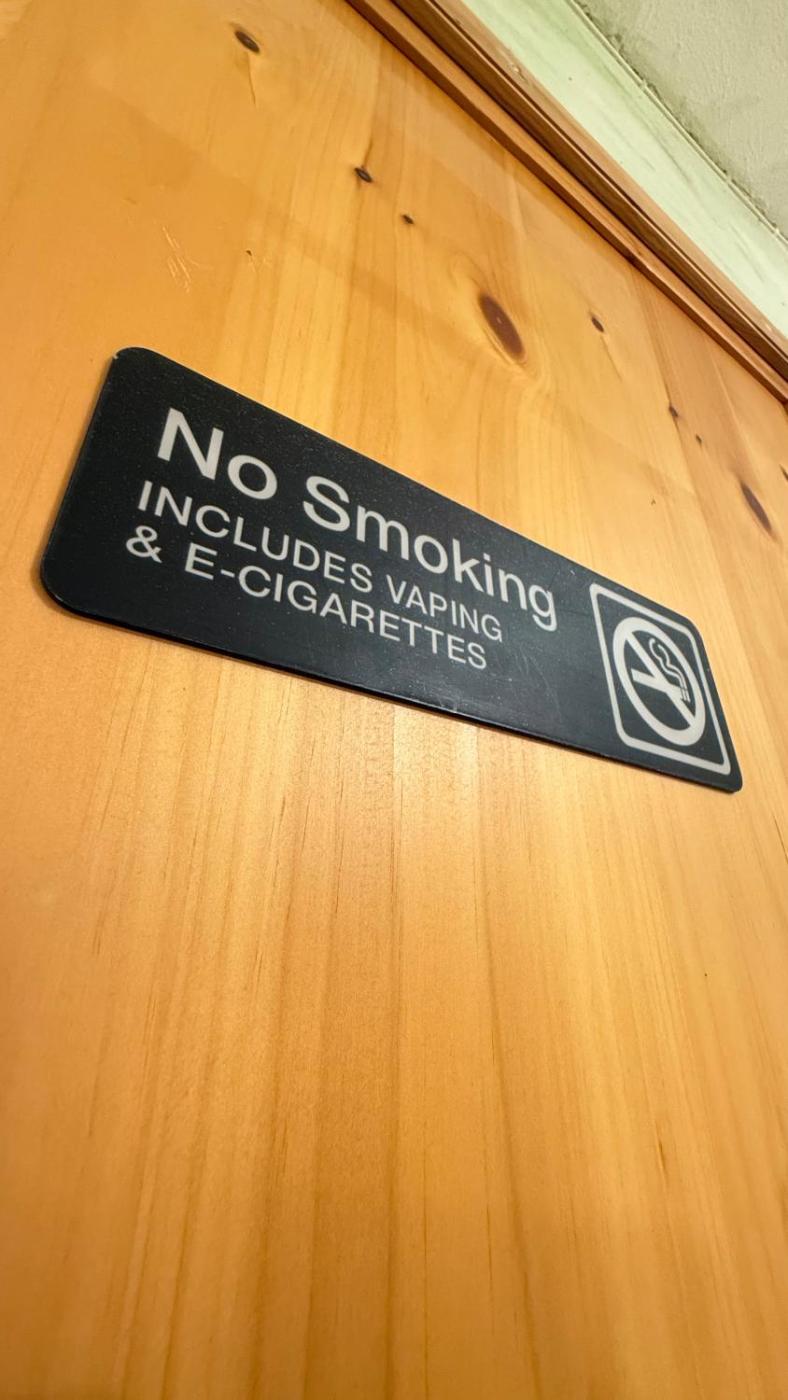 No Smoking
INCLUDES VAPING
& E-CIGARETTES